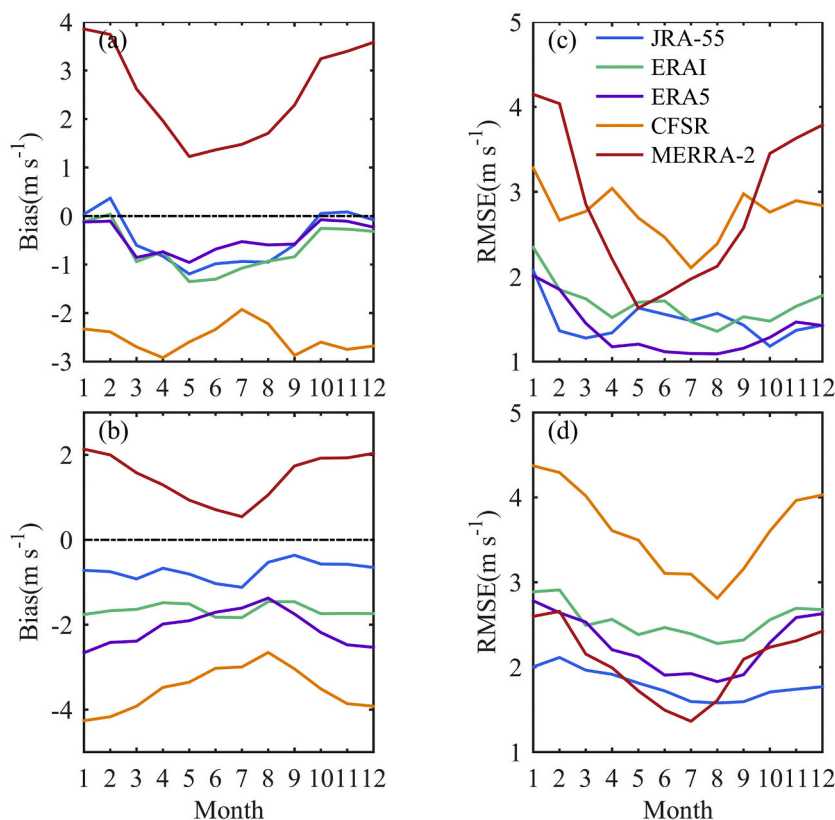 (a)
Bias(m s⁻¹)
4
3
2
1
0
-1
-2
-3
1 2 3 4 5 6 7 8 9 10 11 12
(c)
JRA-55
ERAI
ERA5
CFSR
MERRA-2
RMSE(m s⁻¹)
5
4
3
2
1
1 2 3 4 5 6 7 8 9 10 11 12
(b)
Bias(m s⁻¹)
2
0
-2
-4
1 2 3 4 5 6 7 8 9 10 11 12
Month
(d)
RMSE(m s⁻¹)
5
4
3
2
1
1 2 3 4 5 6 7 8 9 10 11 12
Month